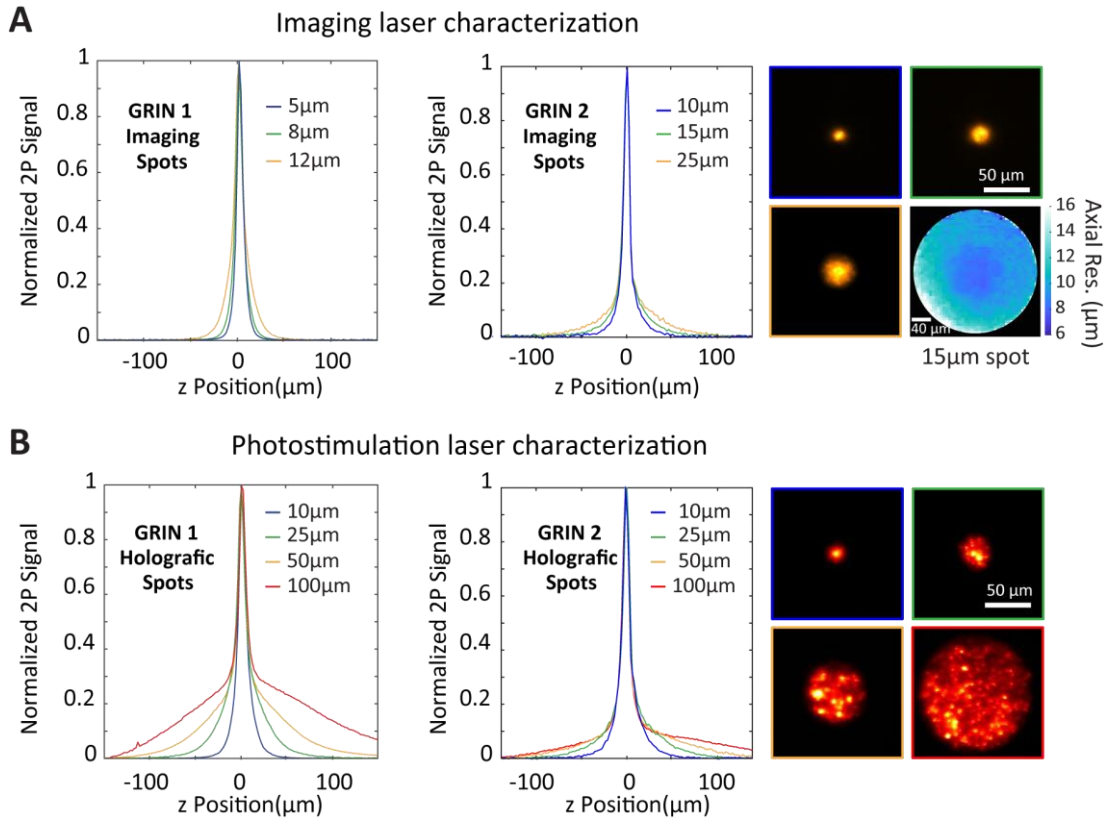 A
Imaging laser characterization
Normalized 2P Signal
1
0.8
0.6
0.4
0.2
0
GRIN 1
Imaging
Spots
5µm
8µm
12µm
-100
0
100
z Position(µm)
Normalized 2P Signal
1
0.8
0.6
0.4
0.2
0
GRIN 2
Imaging
Spots
10µm
15µm
25µm
-100
0
100
z Position(µm)
50 µm
40 µm
15µm spot
16
14
12
10
8
6
Axial Res. (µm)
B
Photostimulation laser characterization
Normalized 2P Signal
1
0.8
0.6
0.4
0.2
0
GRIN 1
Holografic
Spots
10µm
25µm
50µm
100µm
-100
0
100
z Position(µm)
Normalized 2P Signal
1
0.8
0.6
0.4
0.2
0
GRIN 2
Holografic
Spots
10µm
25µm
50µm
100µm
-100
0
100
z Position(µm)
50 µm